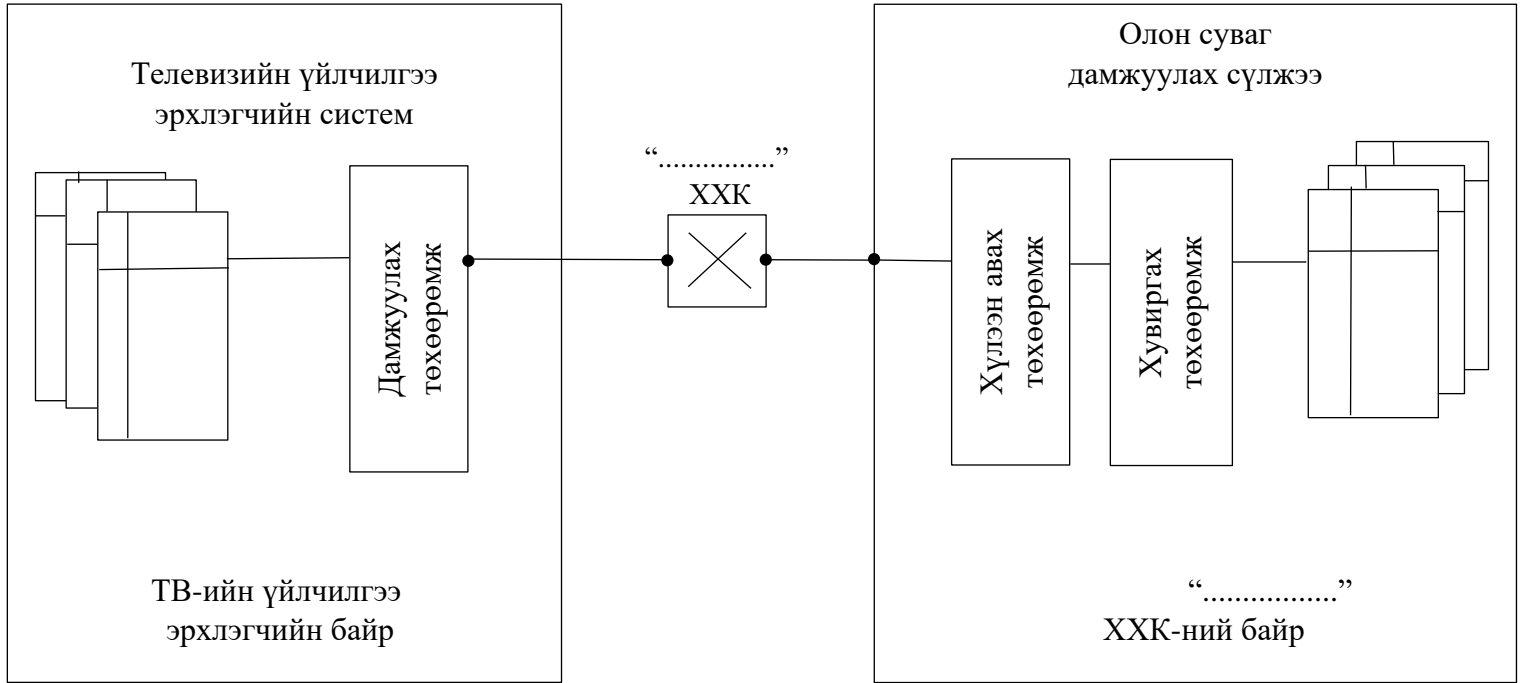 Телевизийн үйлчилгээ
эрхлэгчийн систем
Дамжуулах
төхөөрөмж
ТВ-ийн үйлчилгээ
эрхлэгчийн байр
“...............”
ХХК
Олон суваг
дамжуулах сүлжээ
Хүлээн авах
төхөөрөмж
Хувиргах
төхөөрөмж
“.................”
ХХК-ний байр